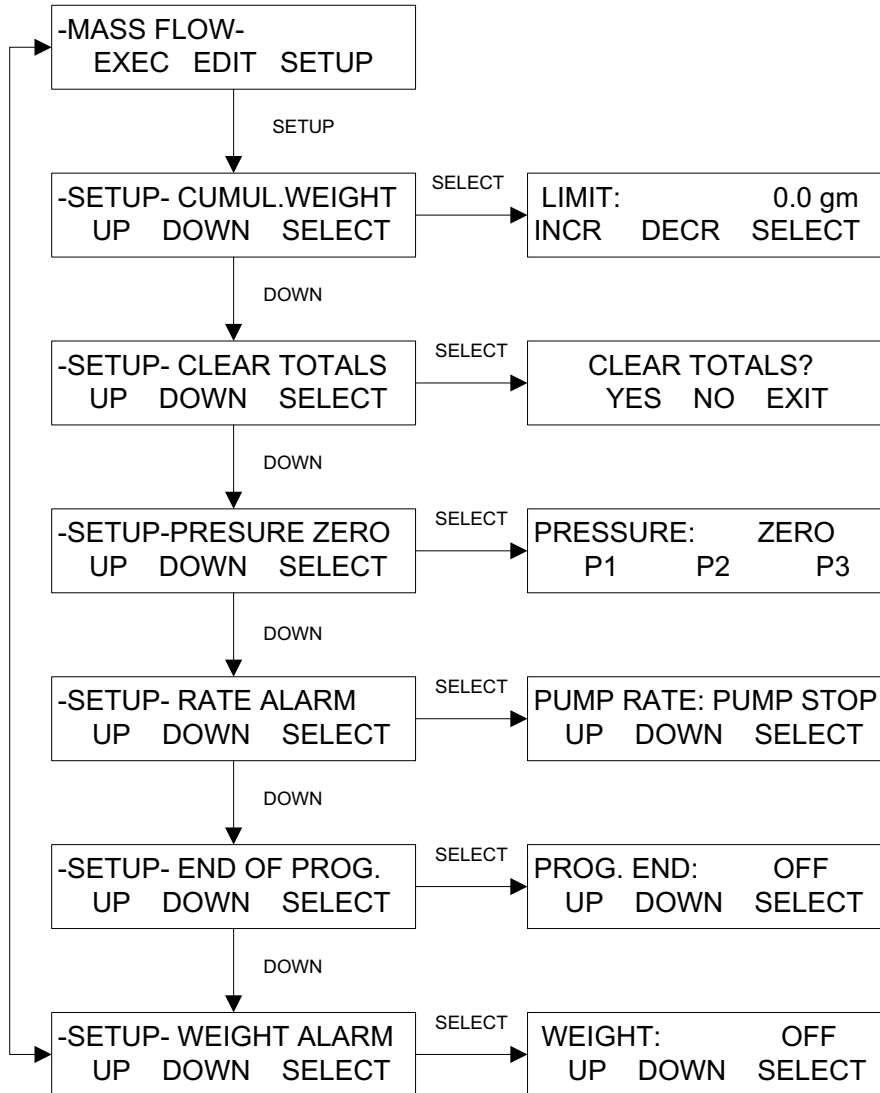 -MASS FLOW-
EXEC EDIT SETUP
SETUP
-SETUP- CUMUL.WEIGHT
UP DOWN SELECT
SELECT
LIMIT: 0.0 gm
INCR DECR SELECT
DOWN
-SETUP- CLEAR TOTALS
UP DOWN SELECT
SELECT
CLEAR TOTALS?
YES NO EXIT
DOWN
-SETUP-PRESURE ZERO
UP DOWN SELECT
SELECT
PRESSURE: ZERO
P1 P2 P3
DOWN
-SETUP- RATE ALARM
UP DOWN SELECT
SELECT
PUMP RATE: PUMP STOP
UP DOWN SELECT
DOWN
-SETUP- END OF PROG.
UP DOWN SELECT
SELECT
PROG. END: OFF
UP DOWN SELECT
DOWN
-SETUP- WEIGHT ALARM
UP DOWN SELECT
SELECT
WEIGHT: OFF
UP DOWN SELECT